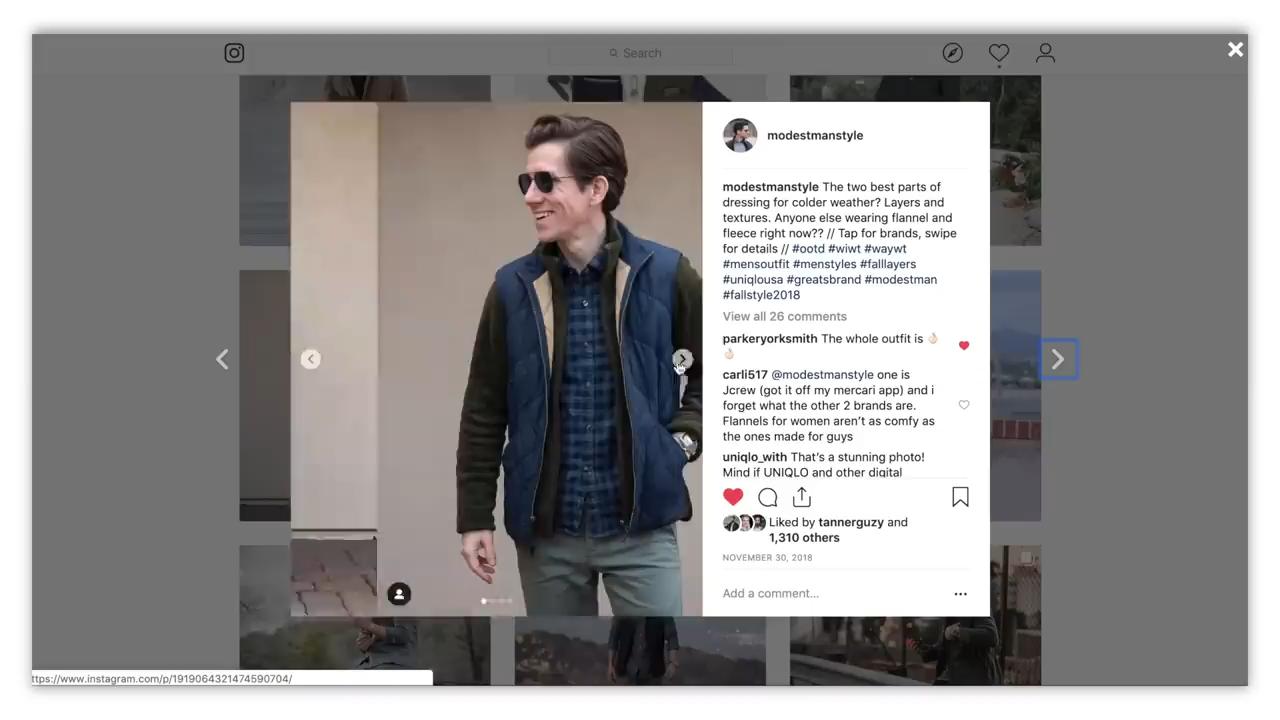 Search
modestmanstyle
modestmanstyle The two best parts of
dressing for colder weather? Layers and
textures. Anyone else wearing flannel and
fleece right now?? // Tap for brands, swipe
for details // #ootd #wiwt #waywt
#mensoutfit #menstyles #falllayers
#uniqlousa #greatsbrand #modestman
#fallstyle2018
View all 26 comments
parkeryorksmith The whole outfit is 👌🏻
👌🏻
carli517 @modestmanstyle one is
Jcrew (got it off my mercari app) and i
forget what the other 2 brands are.
Flannels for women aren’t as comfy as
the ones made for guys
uniqlo_with That’s a stunning photo!
Mind if UNIQLO and other digital
Liked by tannerguzy and
1,310 others
NOVEMBER 30, 2018
Add a comment...
ttps://www.instagram.com/p/1919064321474590704/